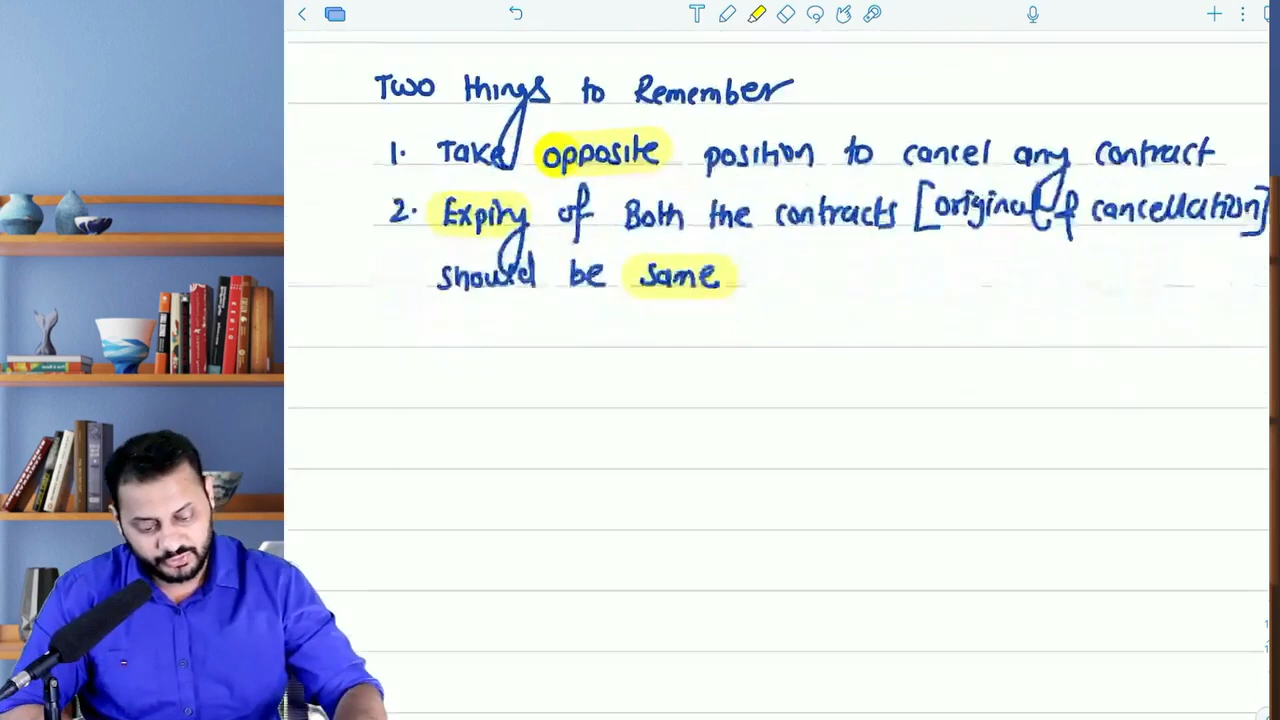 Two things to Remember
1. Take opposite position to cancel any contract
2. Expiry of Both the contracts [original & cancellation]
should be same